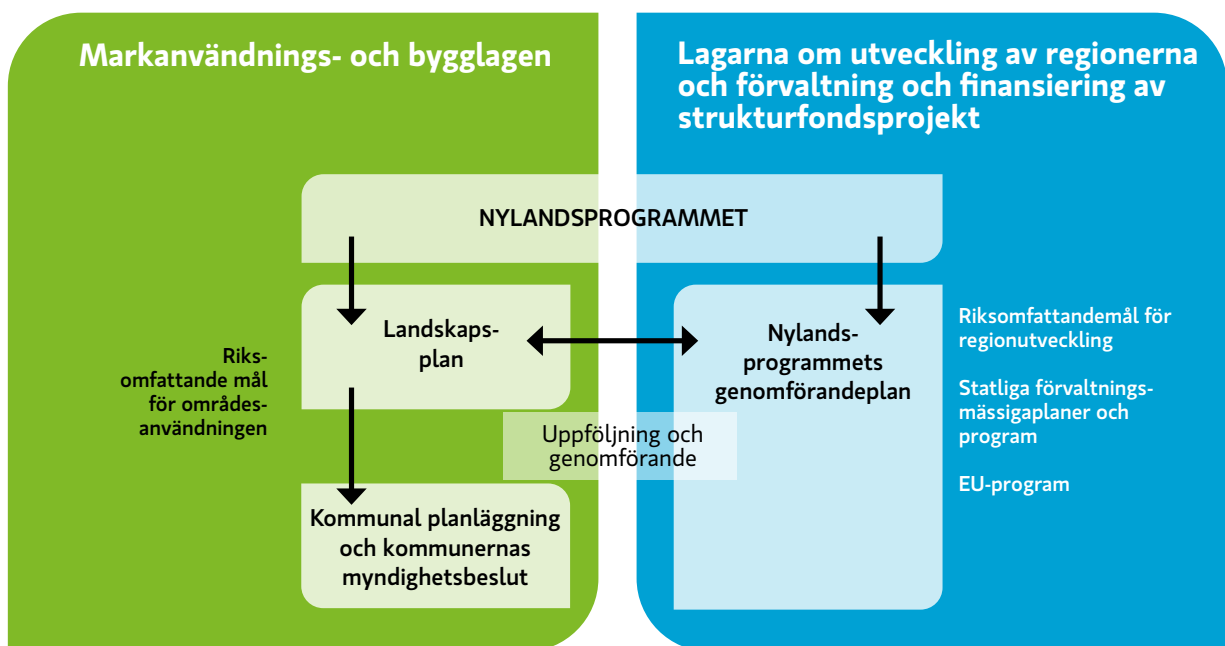 Markanvändnings- och bygglagen
Lagarna om utveckling av regionerna
och förvaltning och finansiering av
strukturfondsprojekt
NYLANDSPROGRAMMET
Landskaps-
plan
Nylands-
programmets
genomförandeplan
Riks-
omfattande mål
för områdes-
användningen
Riksomfattandemål för
regionutveckling
Statliga förvaltnings-
mässigaplaner och
program
EU-program
Uppföljning och
genomförande
Kommunal planläggning
och kommunernas
myndighetsbeslut